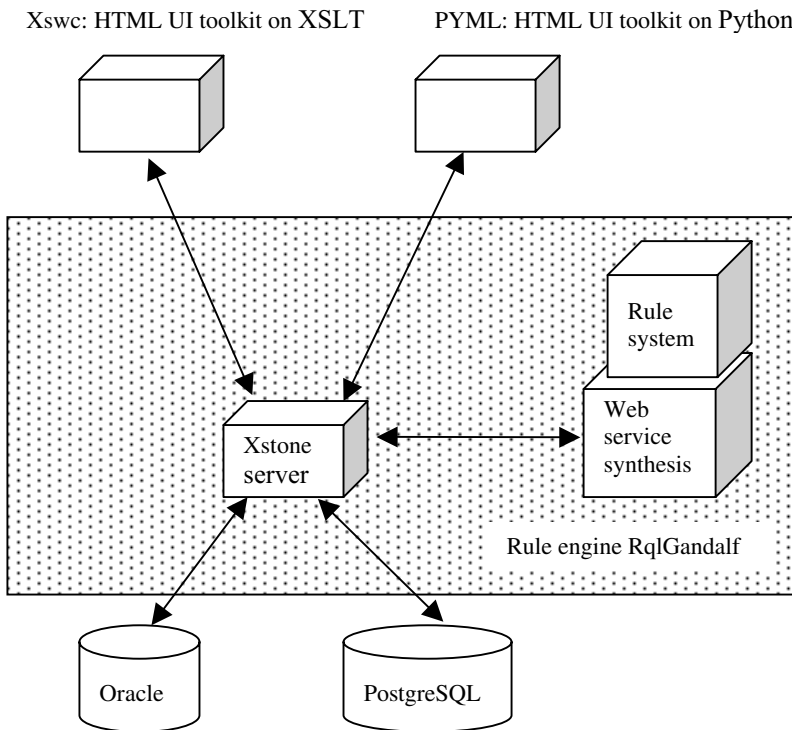 Xswc: HTML UI toolkit on XSLT
PYML: HTML UI toolkit on Python
Rule
system
Xstone
server
Web
service
synthesis
Rule engine RqlGandalf
Oracle
PostgreSQL